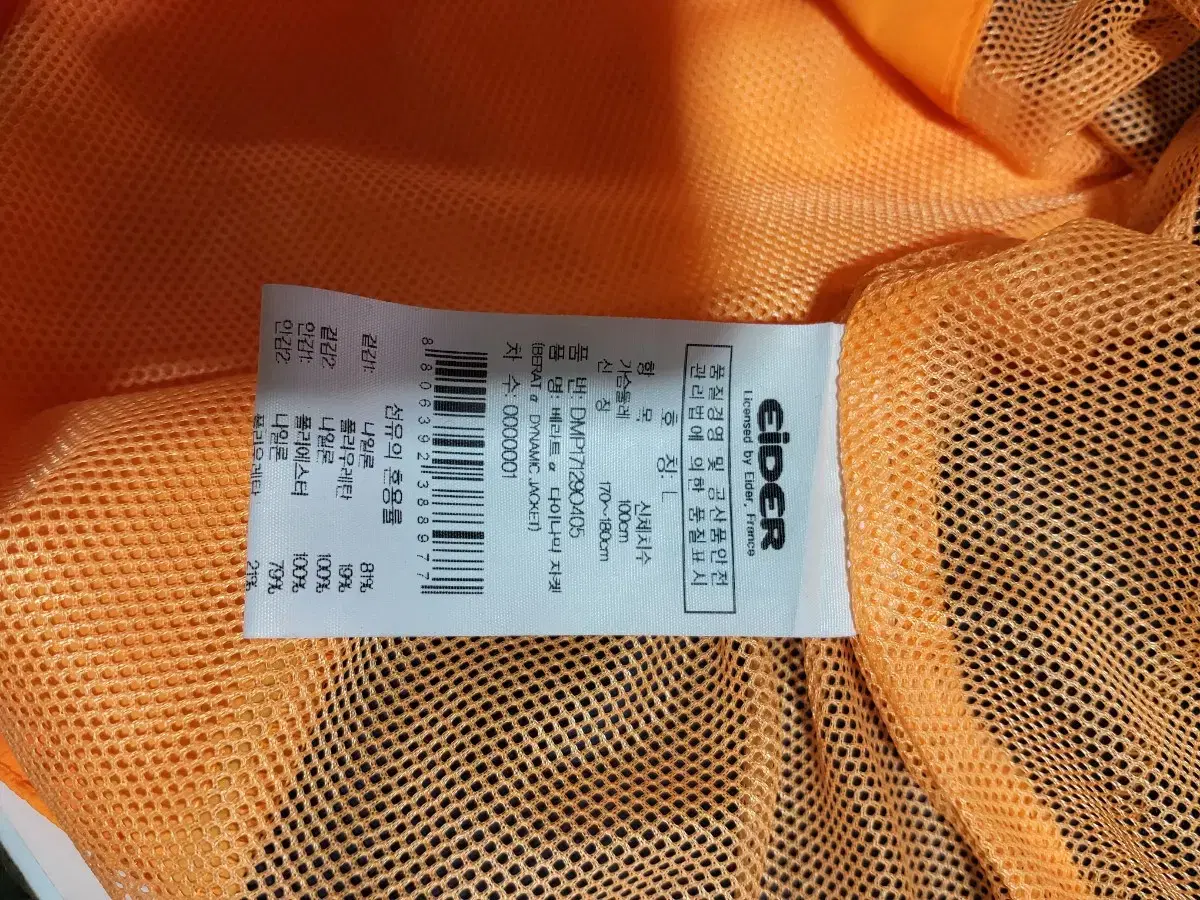 EiDER
Licensed by Eider, France
품질경영 및 공산품안전
관리법에 의한 품질표시
호 칭: L
항 목 신체치수
가슴둘레 100cm
신 장 170~180cm
품 번: DMP17290405
품 명: 베라트 α 다이나믹 자켓
(BERAT α DYNAMIC JACKET)
차 수: 0000001
8806392388977
섬유의 혼용률
겉감1: 나일론 81%
폴리우레탄 19%
겉감2: 나일론 100%
안감1: 폴리에스터 100%
안감2: 나일론 79%
폴리우레탄 21%